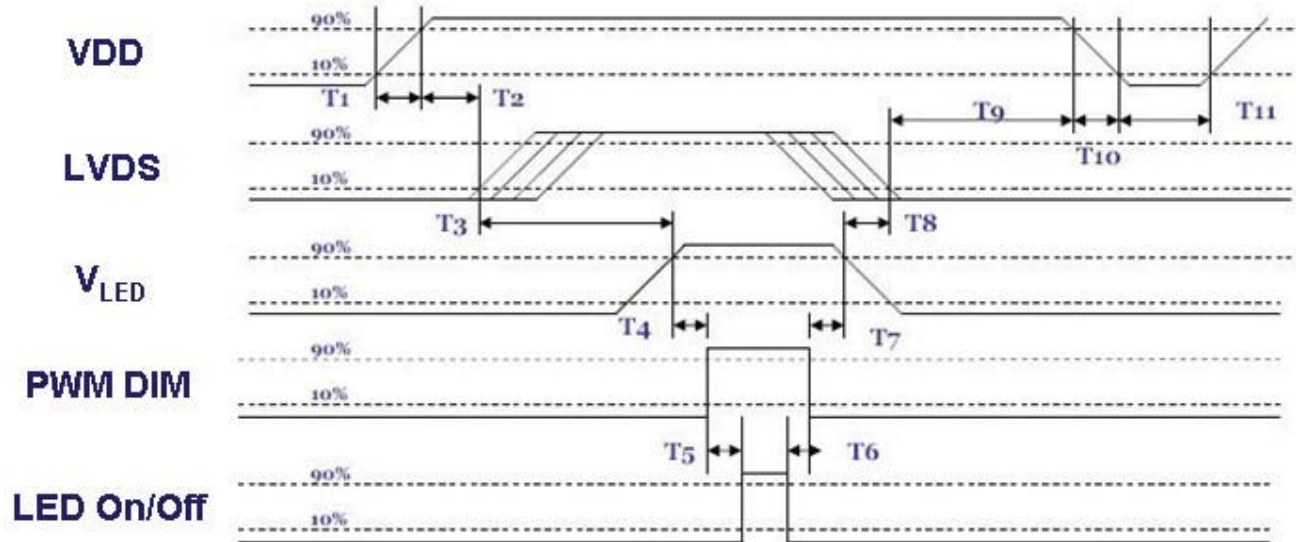 90%
VDD
10%
T1
T2
T9
T11
90%
T10
LVDS
10%
T3
T8
90%
VLED
10%
T4
T7
90%
PWM DIM
10%
T5
T6
90%
LED On/Off
10%